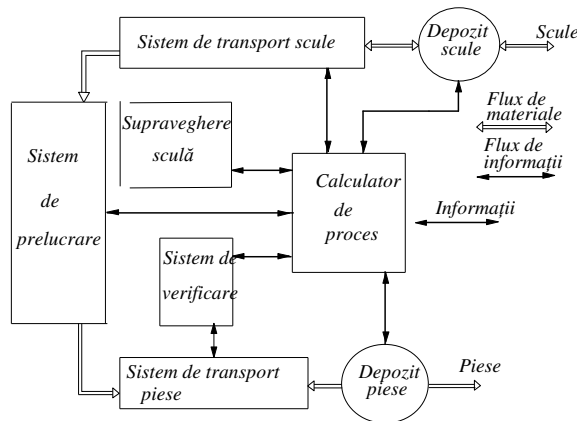 Sistem de transport scule
Depozit
scule
Scule
Supraveghere
sculă
Flux de
materiale
Flux de
informații
Sistem
de
prelucrare
Calculator
de
proces
Informații
Sistem de
verificare
Sistem de transport
piese
Depozit
piese
Piese